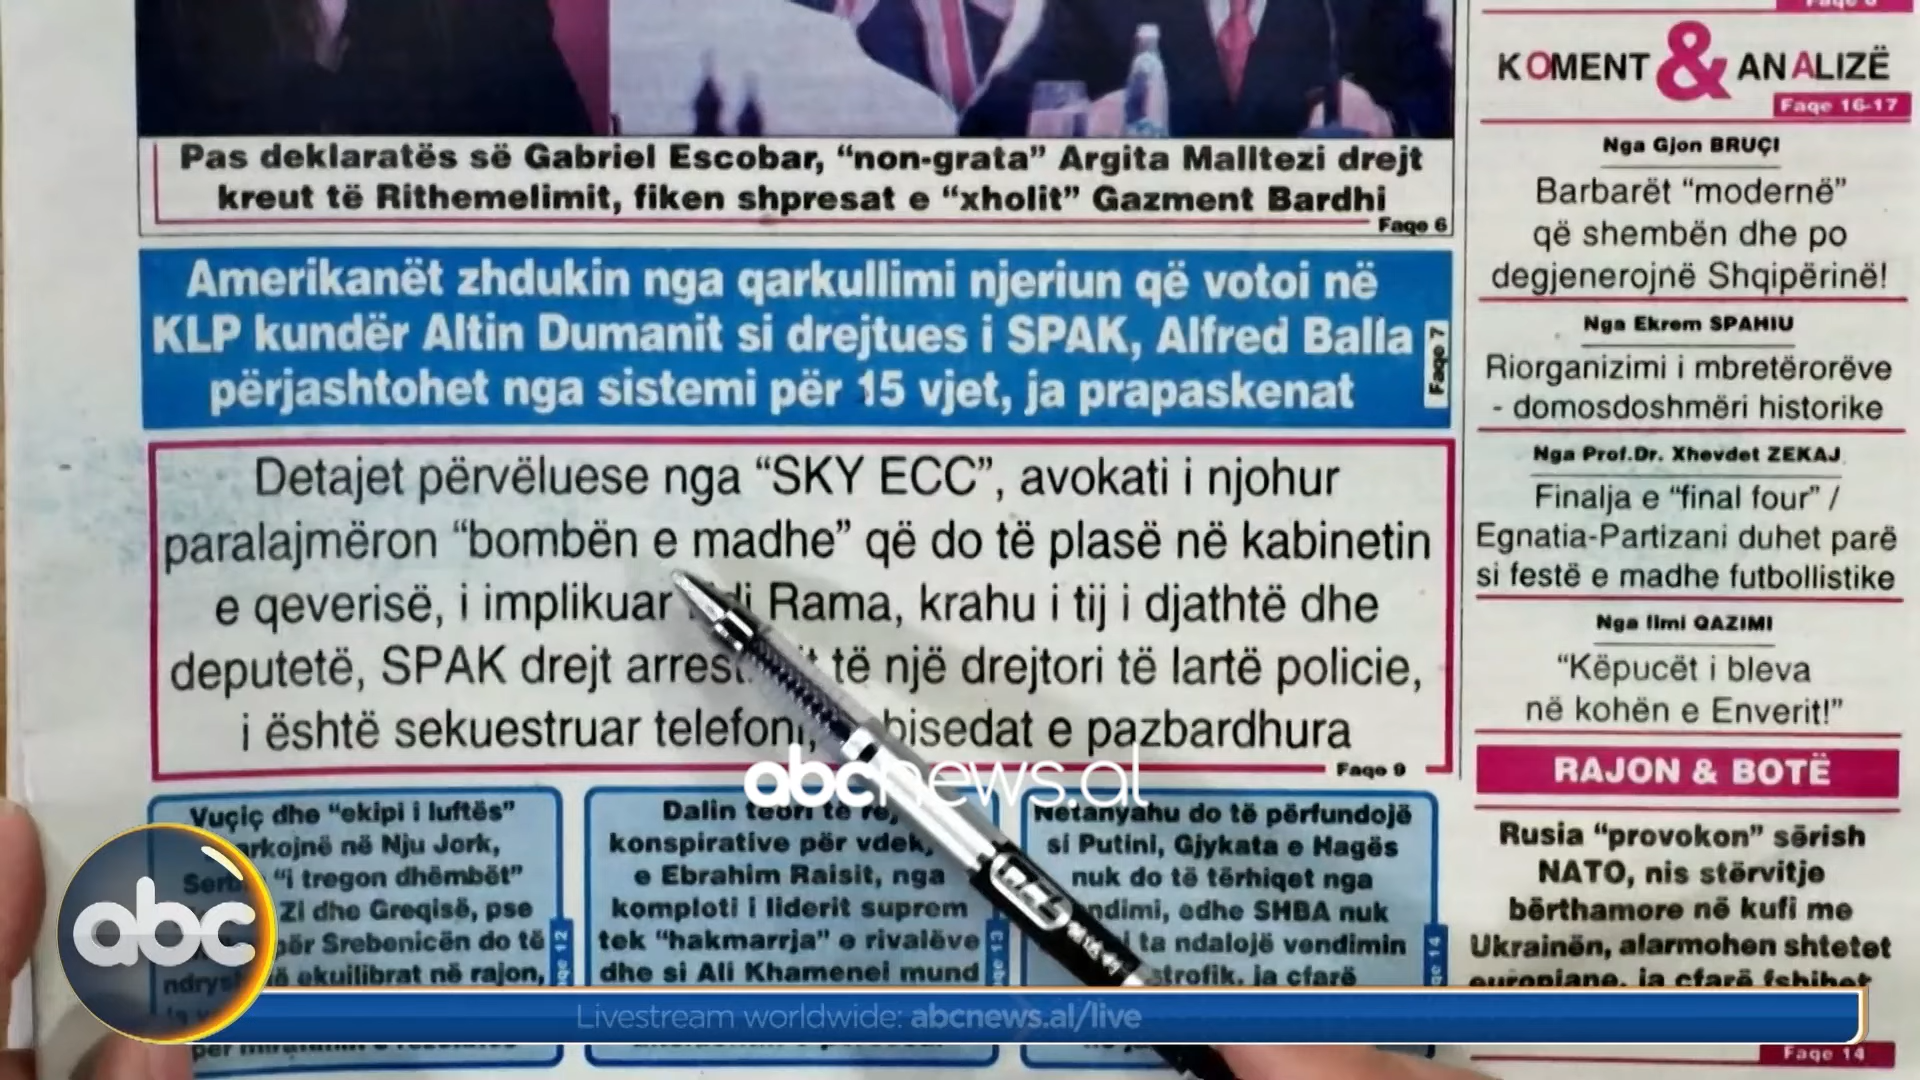 Pas deklaratës së Gabriel Escobar, “non-grata” Argita Malltezi drejt
kreut të Rithemelimit, fiken shpresat e “xholit” Gazment Bardhi
Faqe 6
Amerikanët zhdukin nga qarkullimi njeriun që votoi në
KLP kundër Altin Dumanit si drejtues i SPAK, Alfred Balla
përjashtohet nga sistemi për 15 vjet, ja prapaskenat
Faqe 7
Detajet përvëluese nga “SKY ECC”, avokati i njohur
paralajmëron “bombën e madhe” që do të plasë në kabinetin
e qeverisë, i implikuar Rama, krahu i tij i djathtë dhe
deputetë, SPAK drejt të një drejtori të lartë policie,
i është sekuestruar telefoni, bisedat e pazbardhura
Faqe 9
Vuçiç dhe “ekipi i luftës”
në Nju Jork,
“i tregon dhëmbët”
Zi dhe Greqisë, pse
për Srebenicën do të
ekuilibrat në rajon,
Faqe 12
Dalin teori të
konspirative për
e Ebrahim Raisit, nga
komploti i liderit suprem
tek “hakmarrja” e rivalëve
dhe si Ali Khamenei mund
13
Netanyahu do të përfundojë
si Putini, Gjykata e Hagës
nuk do të tërhiqet nga
edhe SHBA nuk
ta ndalojë vendimin
ja çfarë
14
KOMENT & ANALIZË
Faqe 16-17
Nga Gjon BRUÇI
Barbarët “modernë”
që shembën dhe po
degjenerojnë Shqipërinë!
Nga Ekrem SPAHIU
Riorganizimi i mbretërorëve
- domosdoshmëri historike
Nga Prof.Dr. Xhevdet ZEKAJ
Finalja e “final four” /
Egnatia-Partizani duhet parë
si festë e madhe futbollistike
Nga Ilmi QAZIMI
“Këpucët i bleva
në kohën e Enverit!”
RAJON & BOTË
Rusia “provokon” sërish
NATO, nis stërvitje
bërthamore në kufi me
Ukrainën, alarmohen shtetet
europiane, ja çfarë fshihet
Faqe 14
abcnews.al
abc
Livestream worldwide: abcnews.al/live